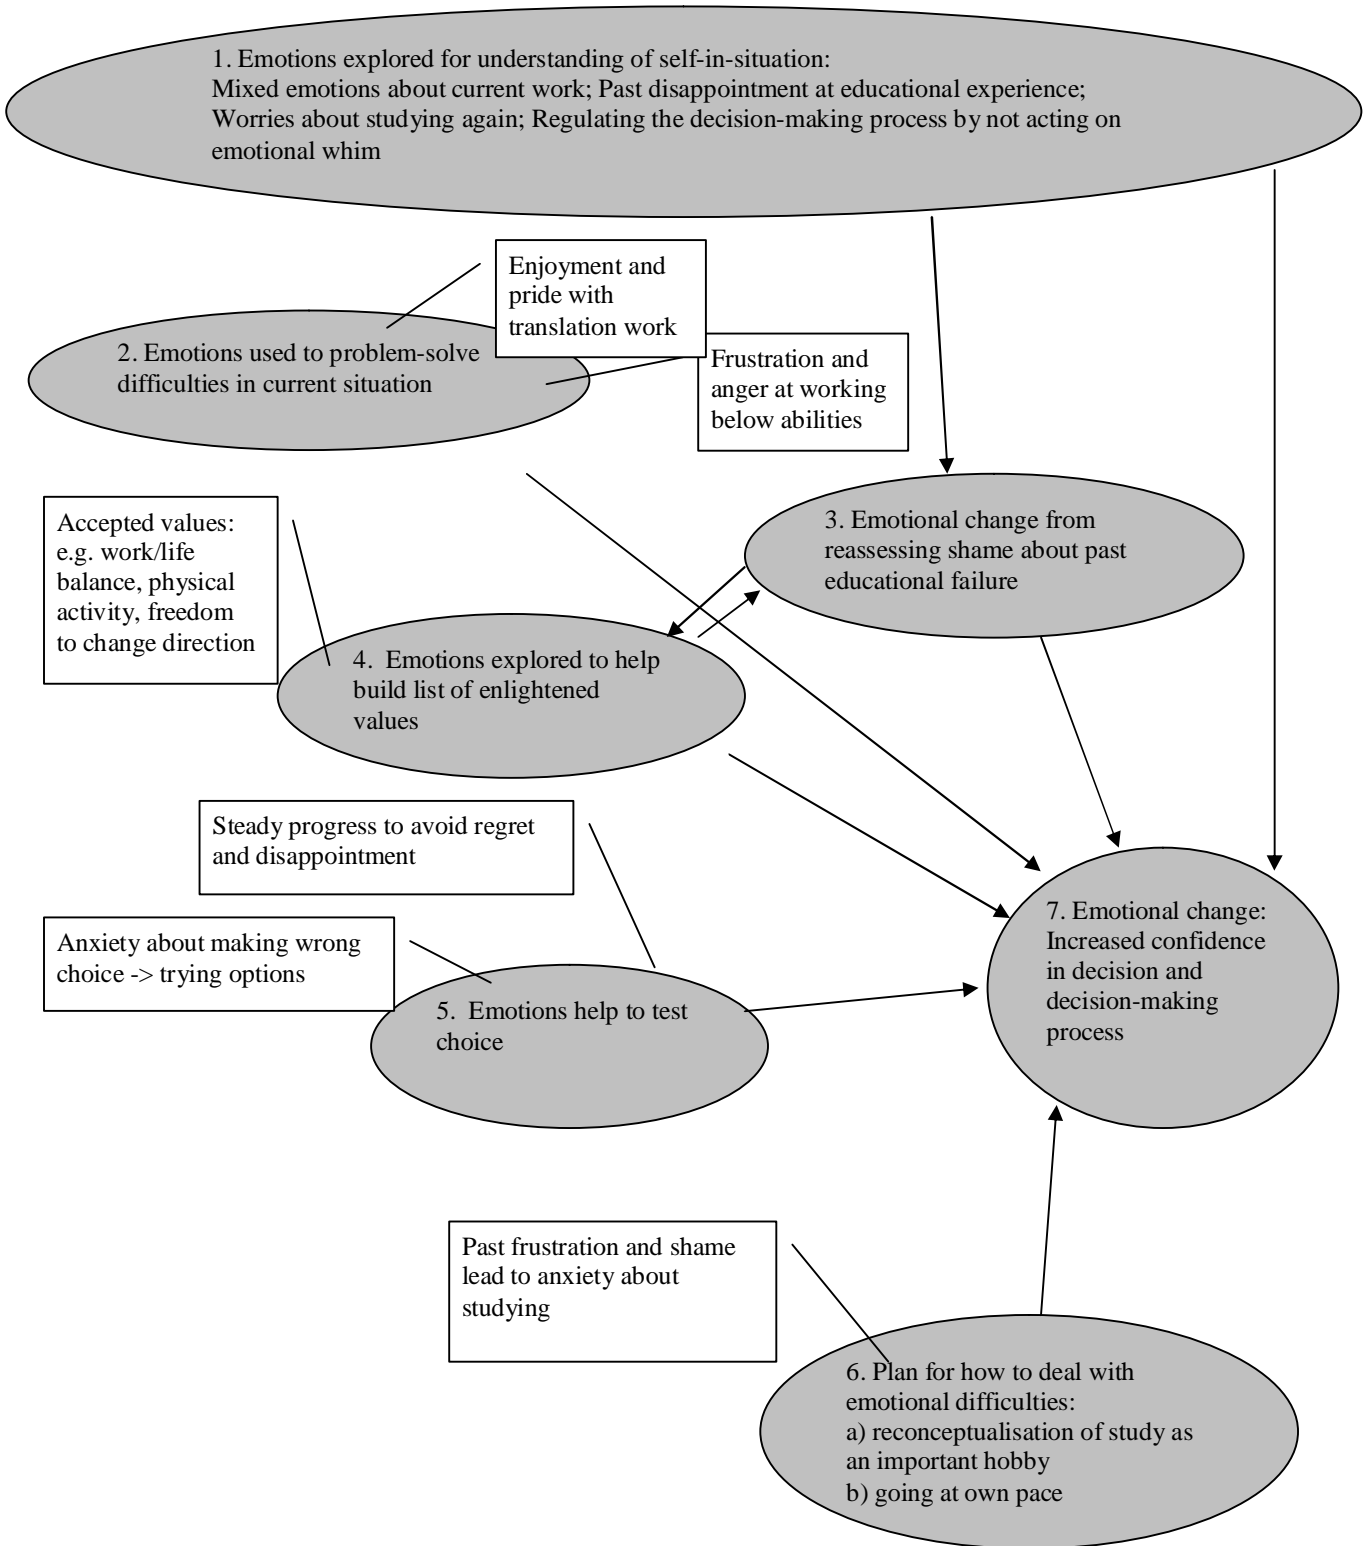 1. Emotions explored for understanding of self-in-situation:
Mixed emotions about current work; Past disappointment at educational experience;
Worries about studying again; Regulating the decision-making process by not acting on
emotional whim
Enjoyment and
pride with
translation work
2. Emotions used to problem-solve
difficulties in current situation
Frustration and
anger at working
below abilities
Accepted values:
e.g. work/life
balance, physical
activity, freedom
to change direction
3. Emotional change from
reassessing shame about past
educational failure
4.  Emotions explored to help
build list of enlightened
values
Steady progress to avoid regret
and disappointment
Anxiety about making wrong
choice -> trying options
7. Emotional change:
Increased confidence
in decision and
decision-making
process
5.  Emotions help to test
choice
Past frustration and shame
lead to anxiety about
studying
6. Plan for how to deal with
emotional difficulties:
a) reconceptualisation of study as
an important hobby
b) going at own pace